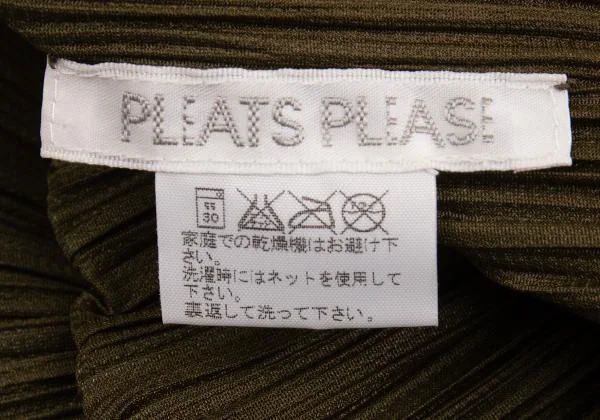 PLEATS PLEASE
弱
30
家庭での乾燥機はお避け下
さい。
洗濯時にはネットを使用して
下さい。
裏返して洗って下さい。